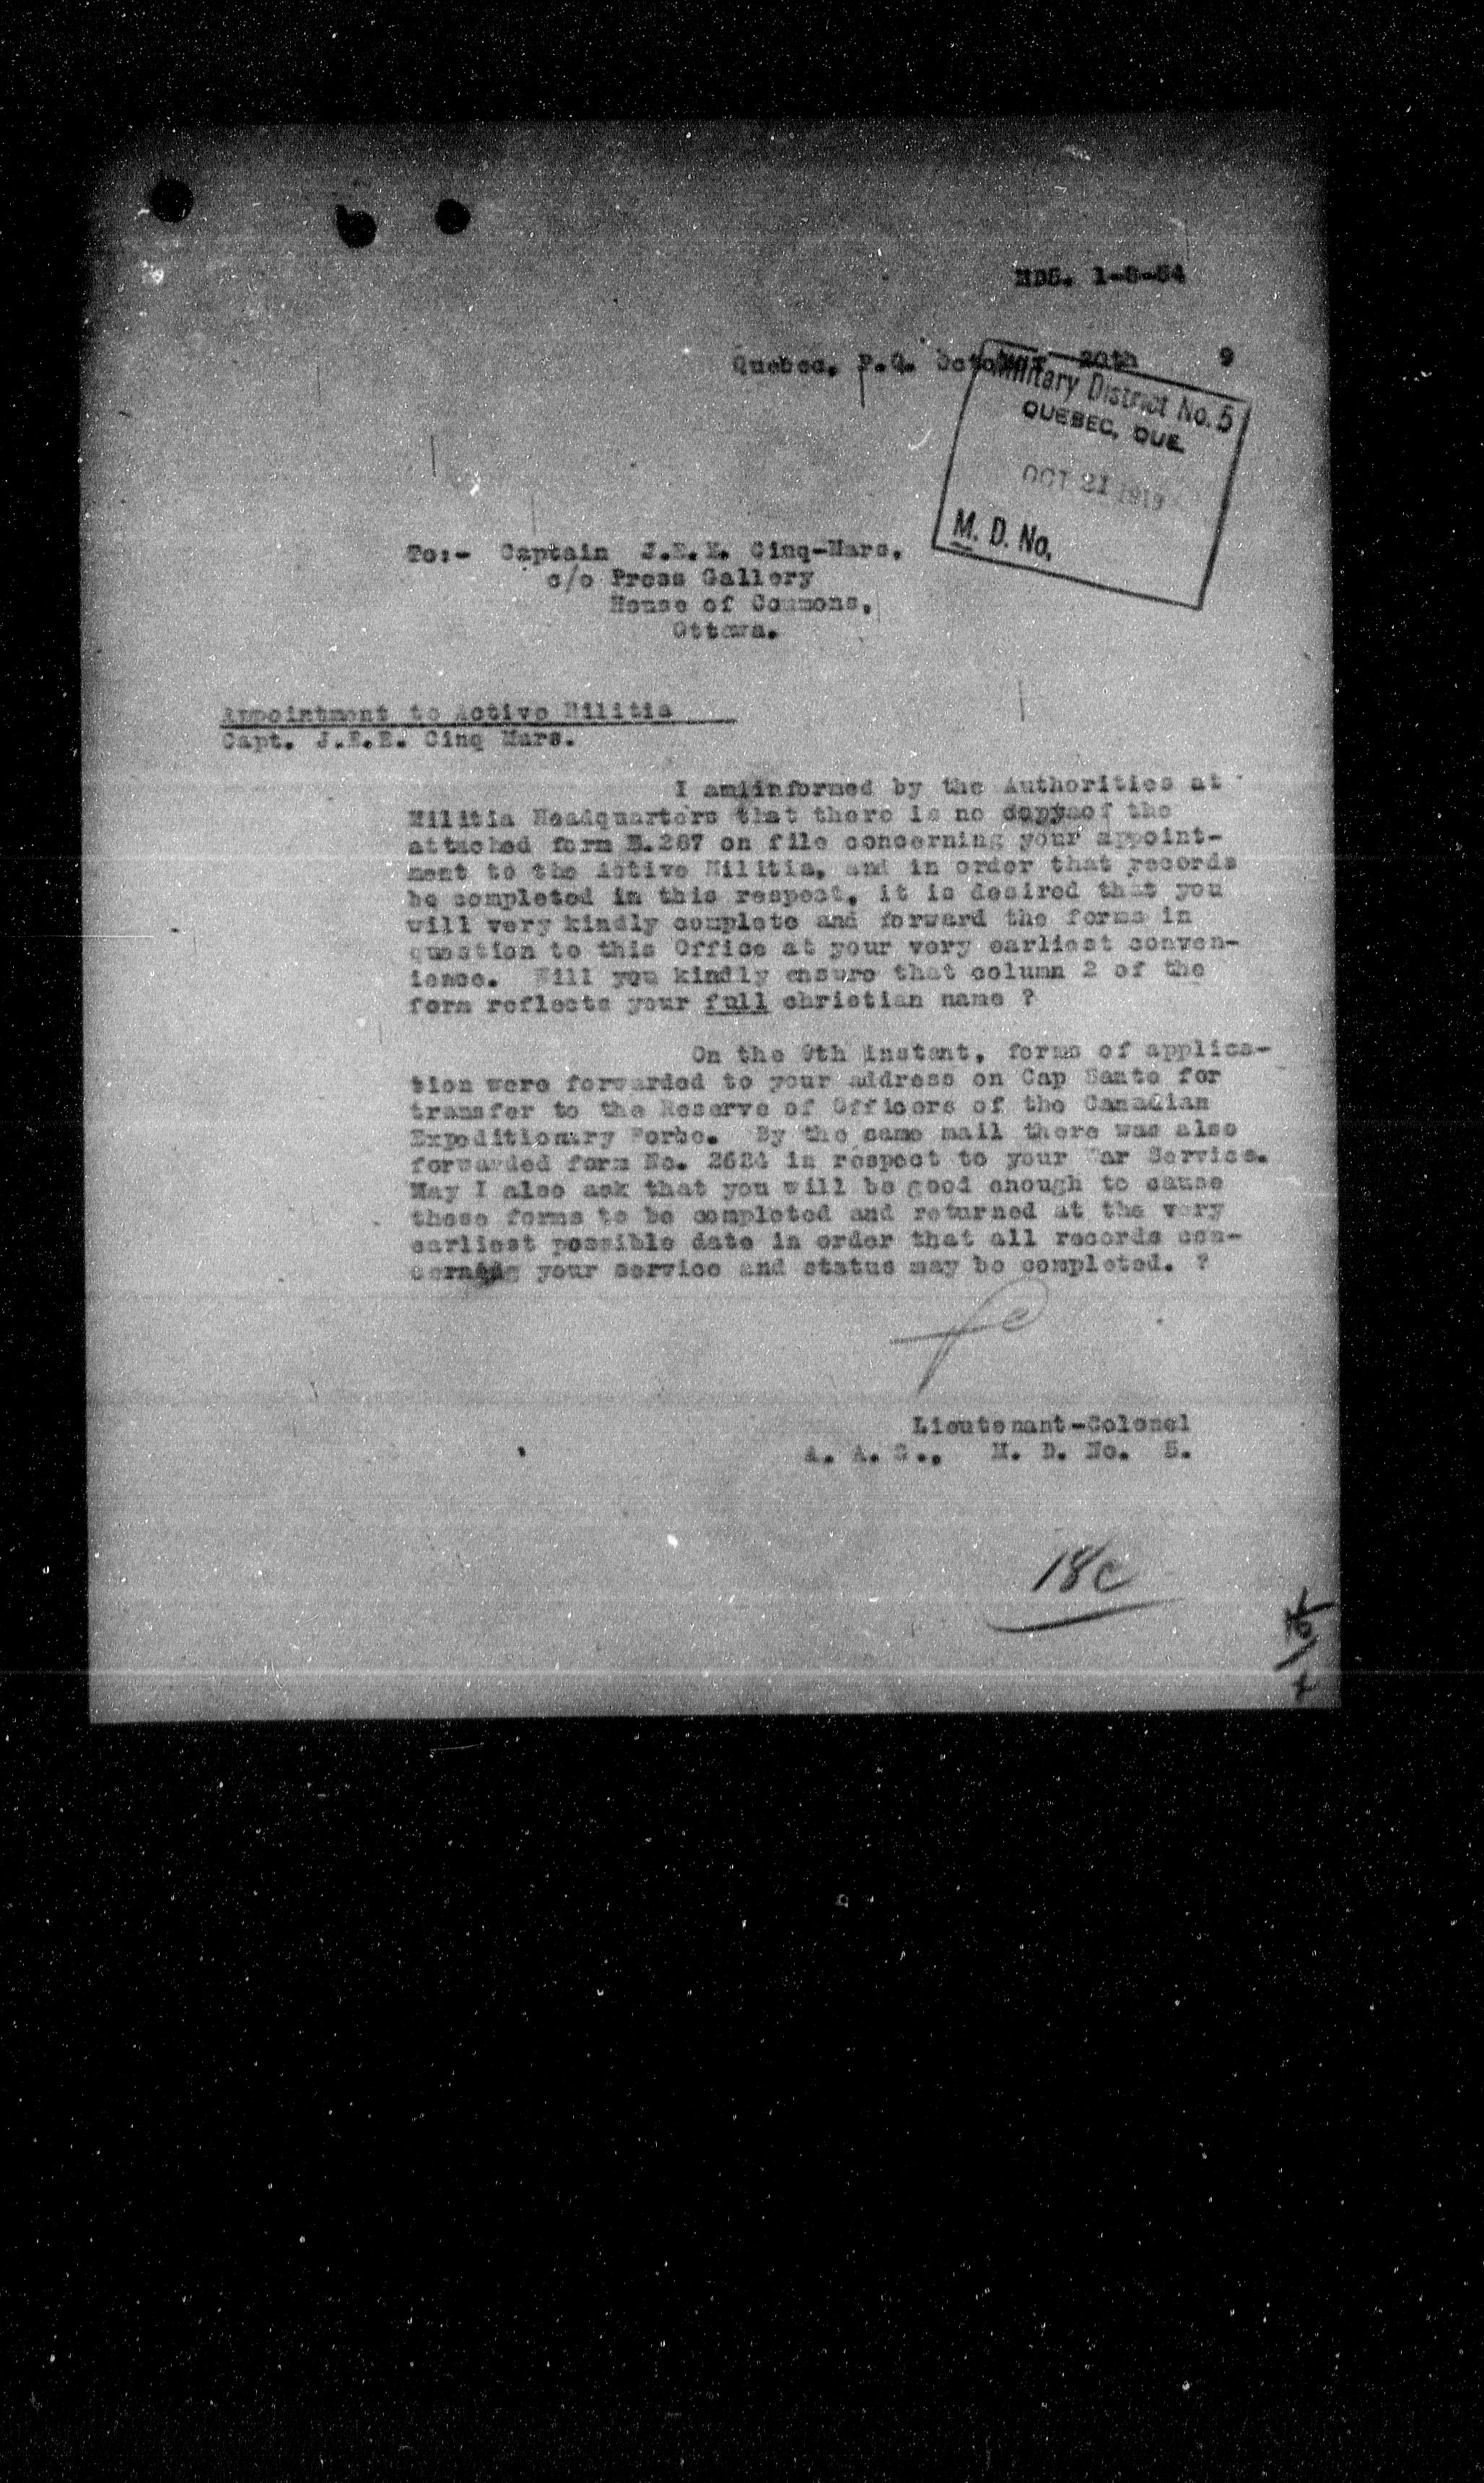 MD5. 1-8-54
Quebec, P.Q. October 20th 9
Military District No. 5
QUEBEC, QUE.
OCT 21 1919
M. D. No.
To:- Captain J.E.E. Cinq-Mars,
c/o Press Gallery
House of Commons,
Ottawa.
Appointment to Active Militia
Capt. J.E.E. Cinq Mars.
I am informed by the Authorities at
Militia Headquarters that there is no copy of the
attached form B.267 on file concerning your appoint-
ment to the Active Militia, and in order that records
be completed in this respect, it is desired that you
will very kindly complete and forward the forms in
question to this Office at your very earliest conven-
ience. Will you kindly ensure that column 2 of the
form reflects your full christian name ?
On the 9th instant, forms of applica-
tion were forwarded to your address on Cap Sante for
transfer to the Reserve of Officers of the Canadian
Expeditionary Force. By the same mail there was also
forwarded form No. 2624 in respect to your War Service.
May I also ask that you will be good enough to cause
these forms to be completed and returned at the very
earliest possible date in order that all records con-
cerning your service and status may be completed. ?
Lieutenant-Colonel
A. A. G., M. D. No. 5.
18c